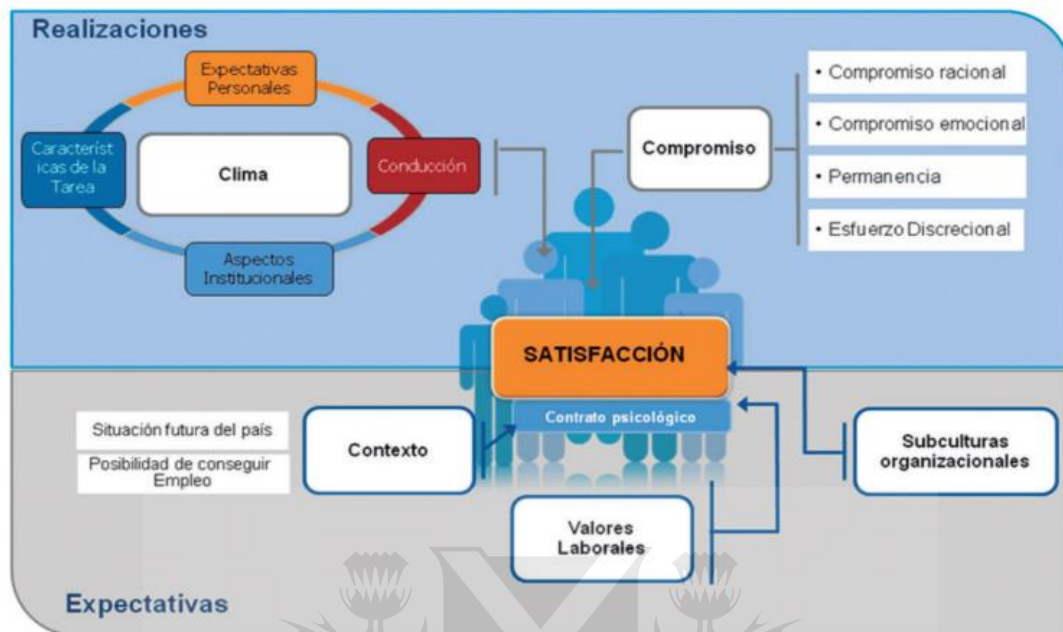 Realizaciones
Expectativas
Personales
Característ
icas de la
Tarea
Clima
Conducción
Aspectos
Institucionales
Compromiso
• Compromiso racional
• Compromiso emocional
• Permanencia
• Esfuerzo Discrecional
SATISFACCIÓN
Contrato psicológico
Situación futura del país
Posibilidad de conseguir
Empleo
Contexto
Subculturas
organizacionales
Valores
Laborales
Expectativas